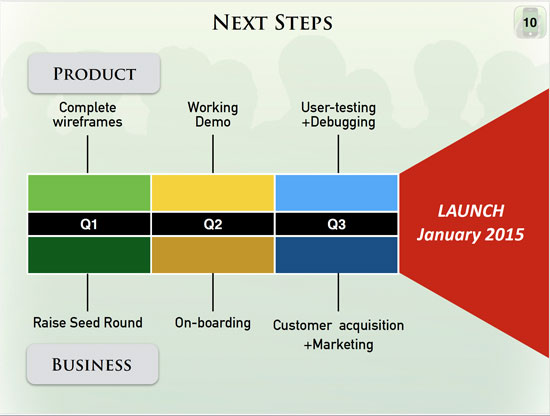 NEXT STEPS
10
PRODUCT
Complete
wireframes
Working
Demo
User-testing
+Debugging
Q1
Q2
Q3
LAUNCH
January 2015
Raise Seed Round
On-boarding
Customer acquisition
+Marketing
BUSINESS